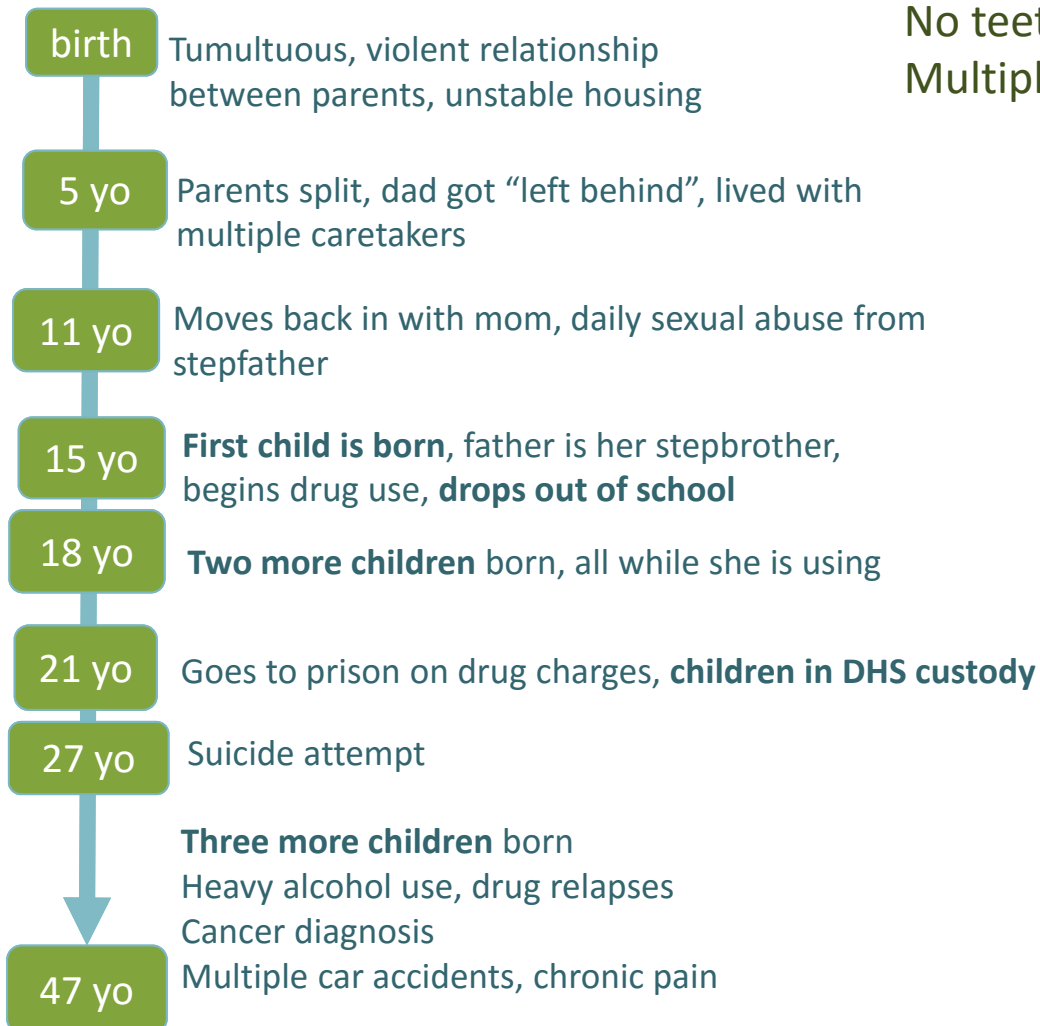 No teet
Multipl
birth
Tumultuous, violent relationship
between parents, unstable housing
5 yo
Parents split, dad got “left behind”, lived with
multiple caretakers
11 yo
Moves back in with mom, daily sexual abuse from
stepfather
15 yo
First child is born, father is her stepbrother,
begins drug use, drops out of school
18 yo
Two more children born, all while she is using
21 yo
Goes to prison on drug charges, children in DHS custody
27 yo
Suicide attempt
Three more children born
Heavy alcohol use, drug relapses
Cancer diagnosis
Multiple car accidents, chronic pain
47 yo